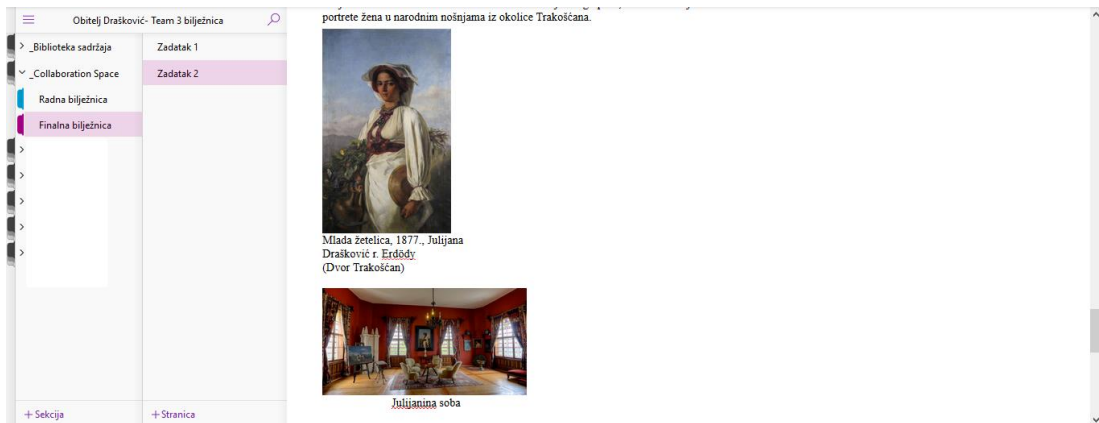 Obitelj Drašković- Team 3 bilježnica
_Biblioteka sadržaja
_Collaboration Space
Radna bilježnica
Finalna bilježnica
+ Sekcija
Zadatak 1
Zadatak 2
+ Stranica
portrete žena u narodnim nošnjama iz okolice Trakošćana.
Mlada žetelica, 1877., Julijana
Drašković r. Erdödy
(Dvor Trakošćan)
Julijanina soba